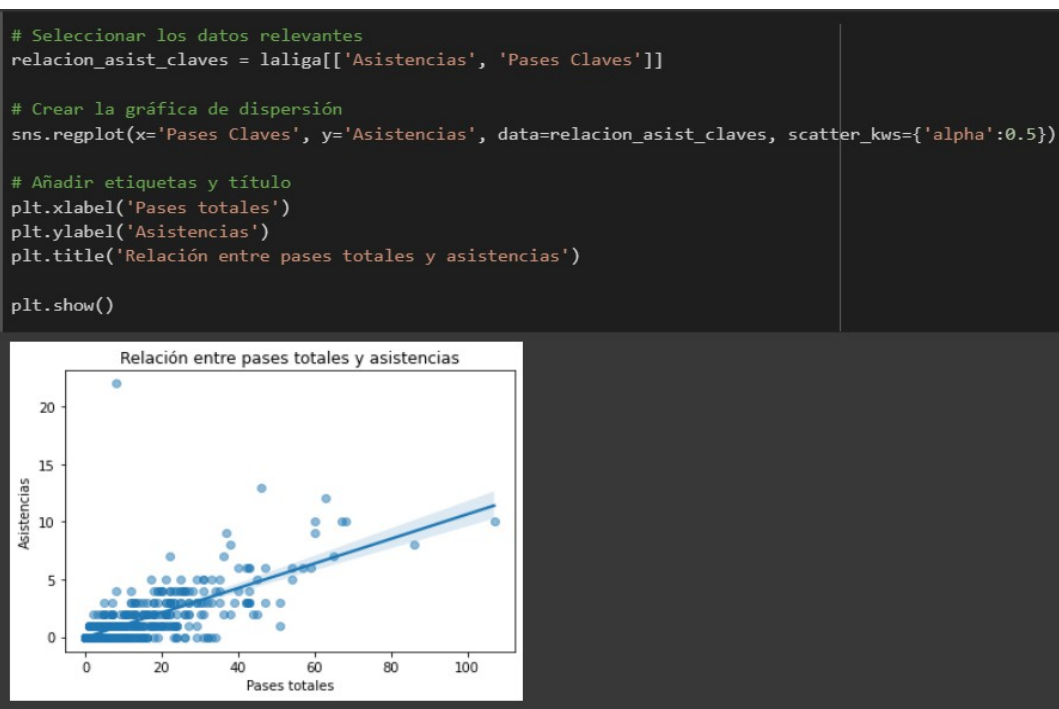 # Seleccionar los datos relevantes
relacion_asist_claves = laliga[['Asistencias', 'Pases Claves']]
# Crear la gráfica de dispersión
sns.regplot(x='Pases Claves', y='Asistencias', data=relacion_asist_claves, scatter_kws={'alpha':0.5})
# Añadir etiquetas y título
plt.xlabel('Pases totales')
plt.ylabel('Asistencias')
plt.title('Relación entre pases totales y asistencias')
plt.show()
Relación entre pases totales y asistencias
20
15
10
5
0
Asistencias
0 20 40 60 80 100
Pases totales